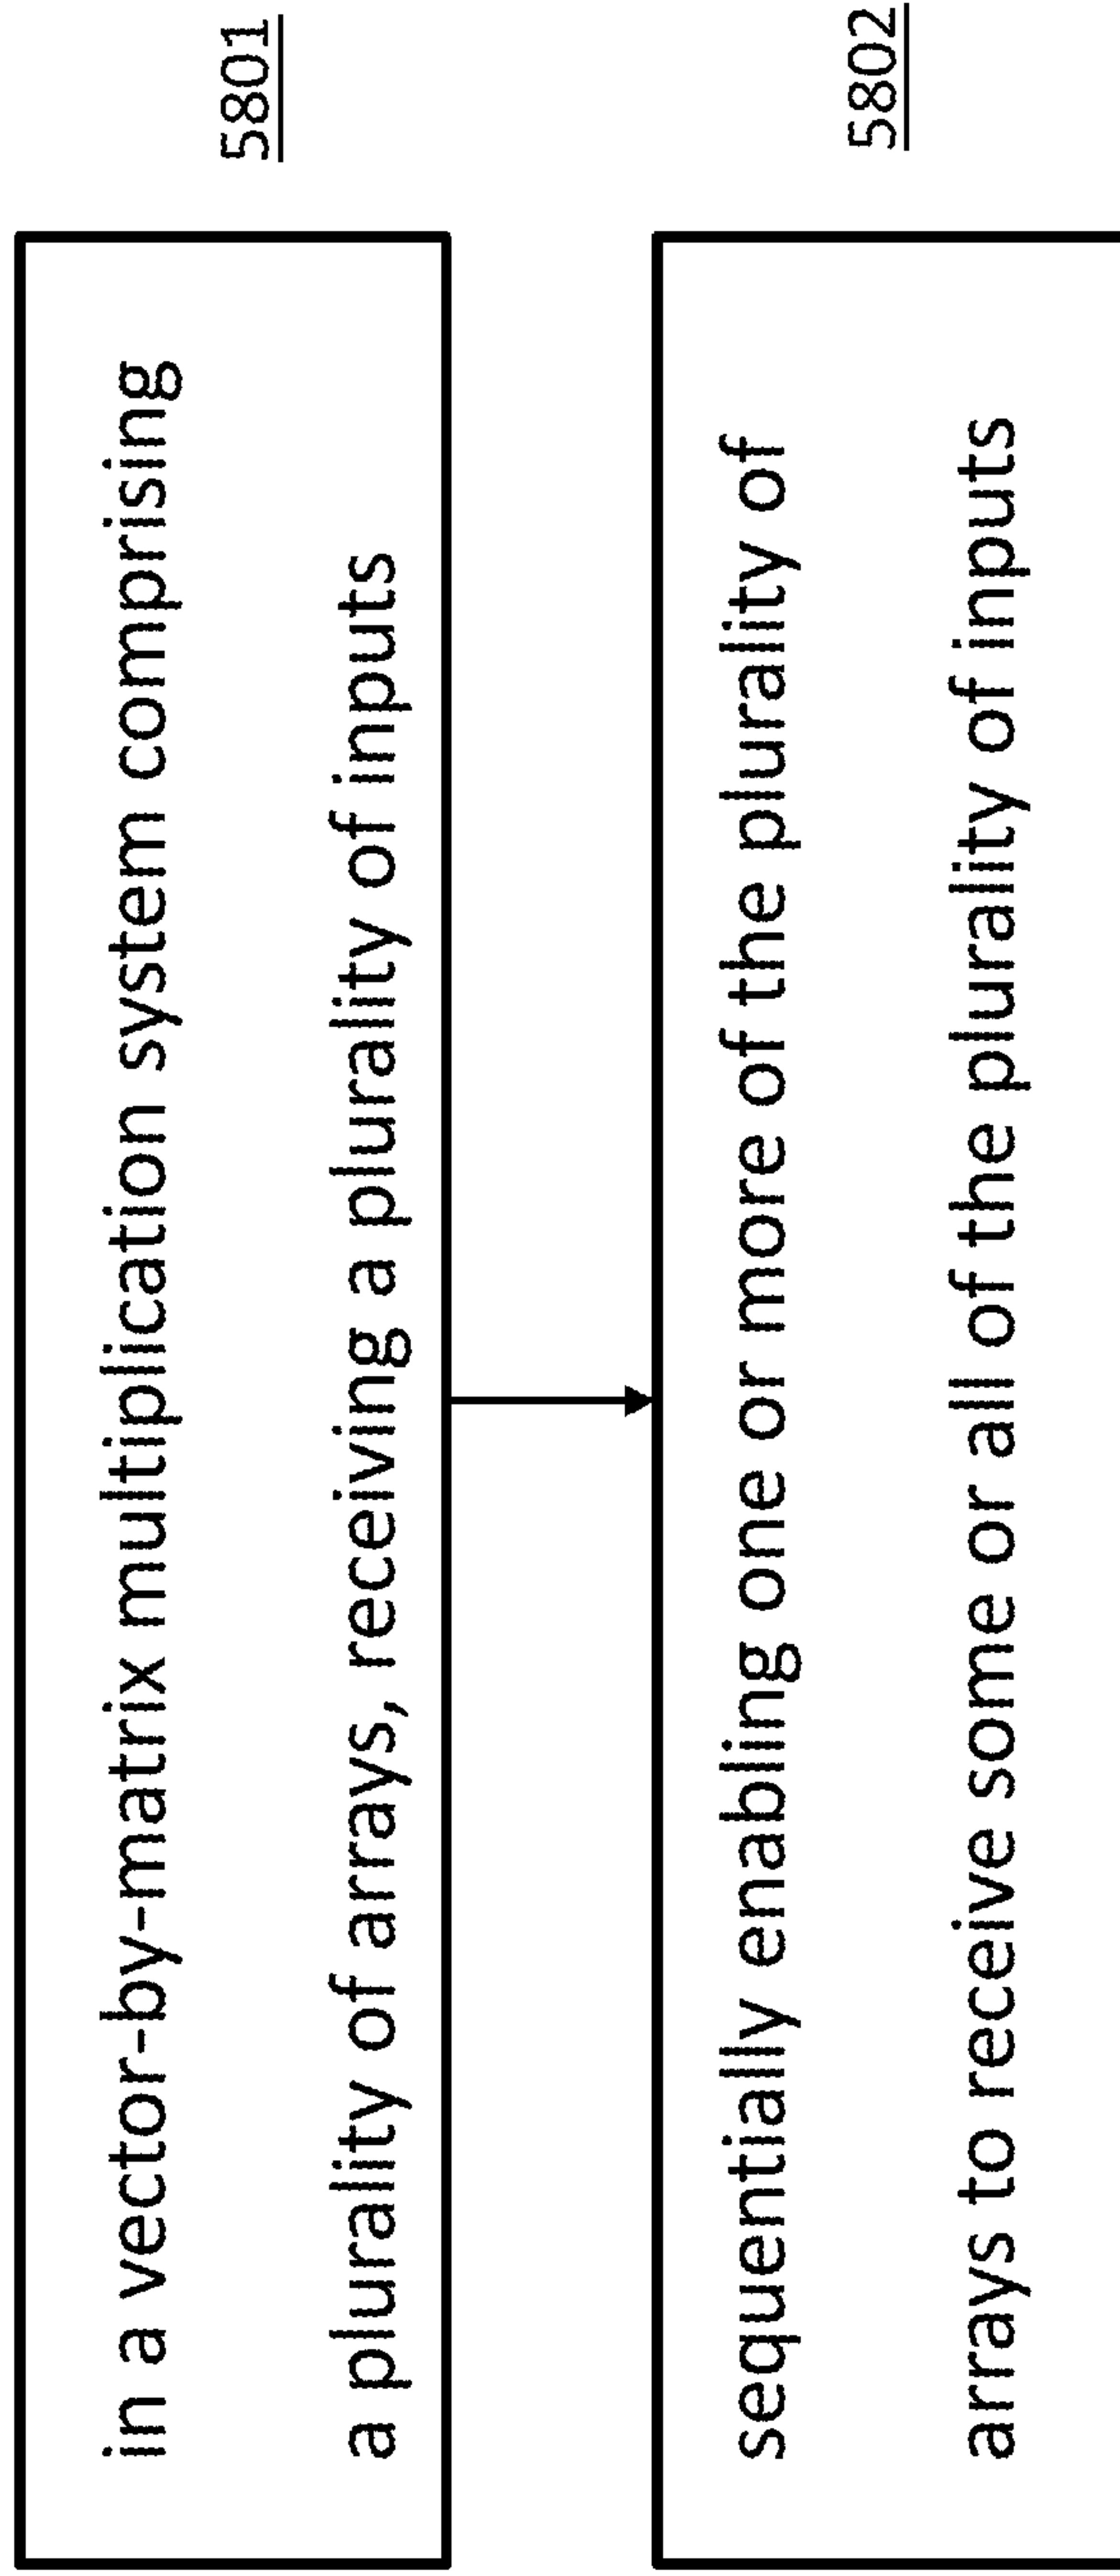 in a vector-by-matrix multiplication system comprising
a plurality of arrays, receiving a plurality of inputs
5801
sequentially enabling one or more of the plurality of
arrays to receive some or all of the plurality of inputs
5802